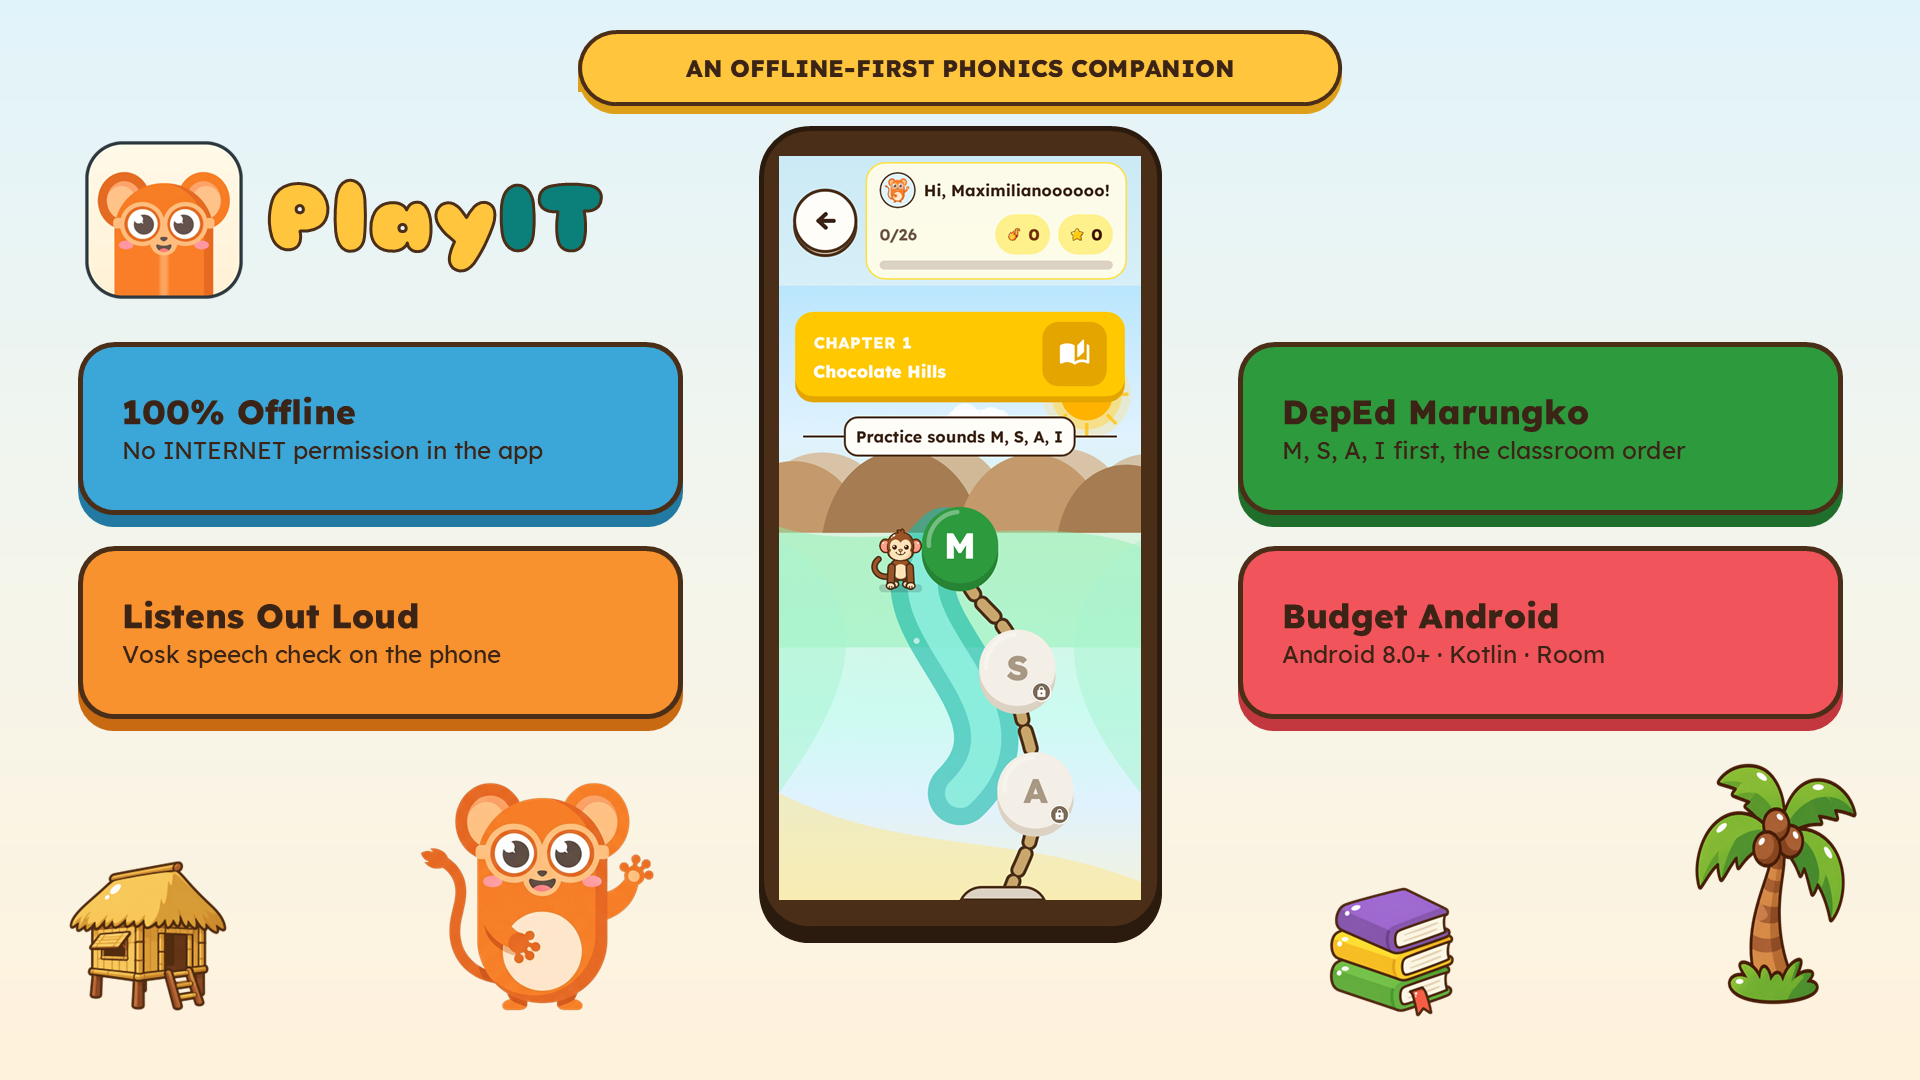 AN OFFLINE-FIRST PHONICS COMPANION
PlayIT
100% Offline
No INTERNET permission in the app
Listens Out Loud
Vosk speech check on the phone
Hi, Maximilianoooooo!
0/26
0
0
CHAPTER 1
Chocolate Hills
Practice sounds M, S, A, I
M
S
A
DepEd Marungko
M, S, A, I first, the classroom order
Budget Android
Android 8.0+ · Kotlin · Room